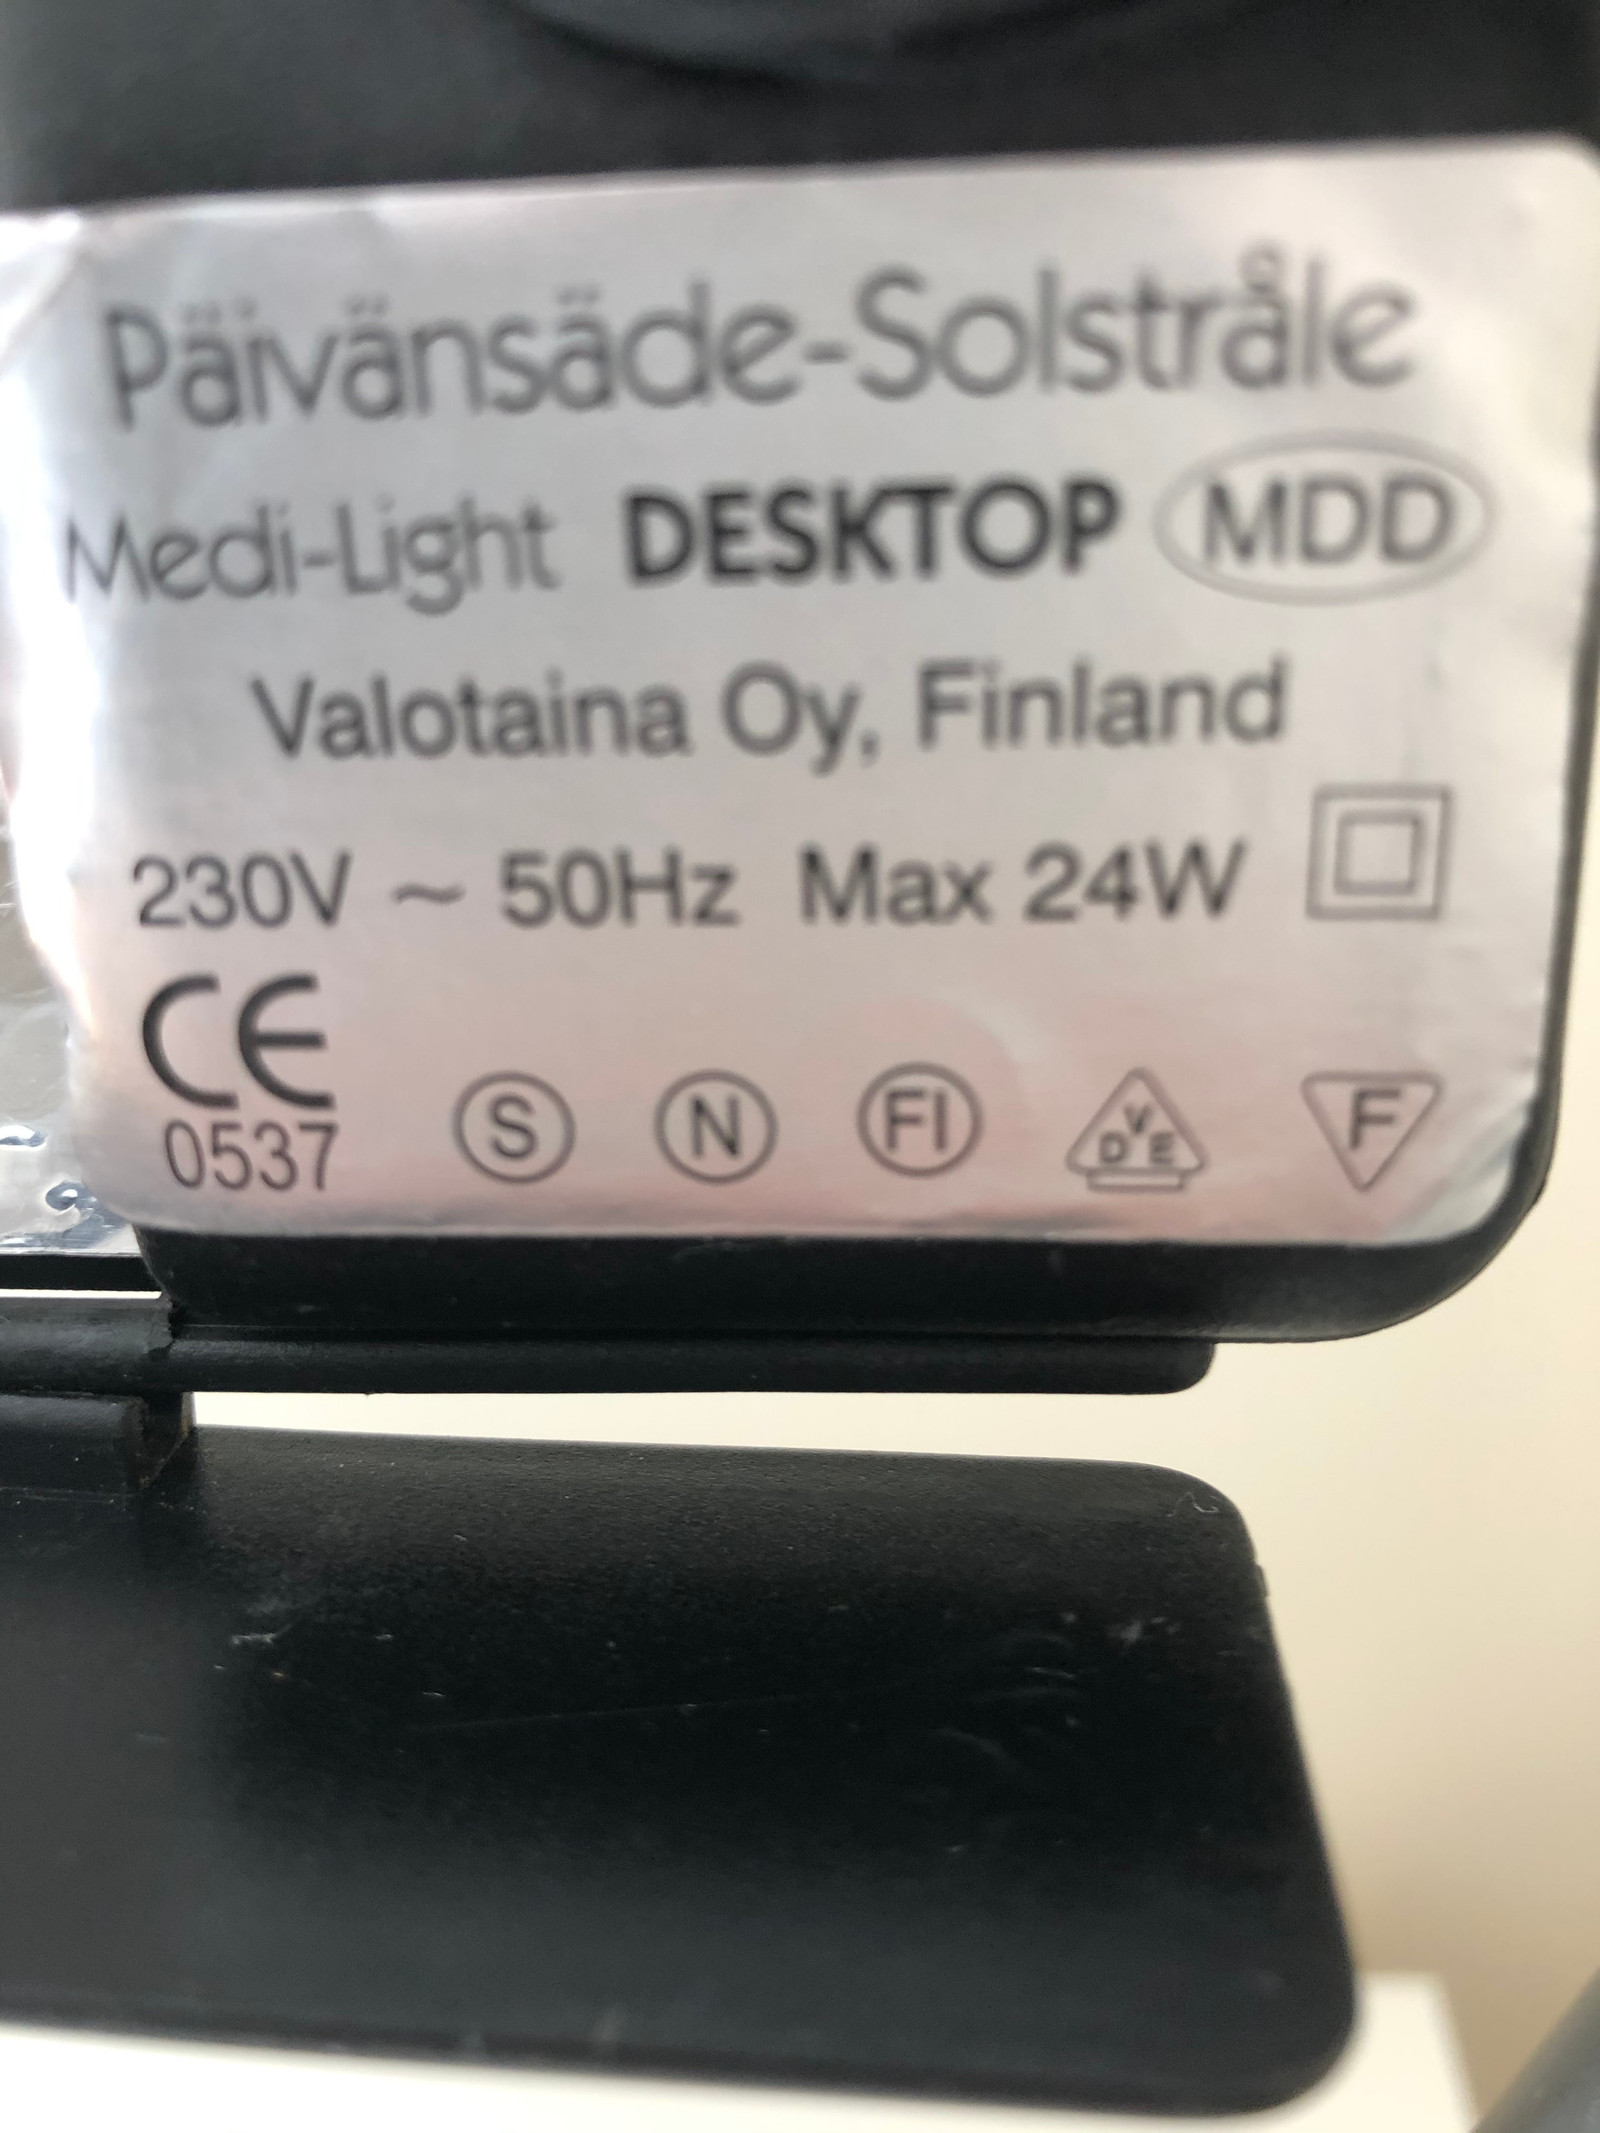 Päivänsäde-Solstråle
Medi-Light DESKTOP MDD
Valotaina Oy, Finland
230V ~ 50Hz Max 24W
CE
0537 S N FI VDE F